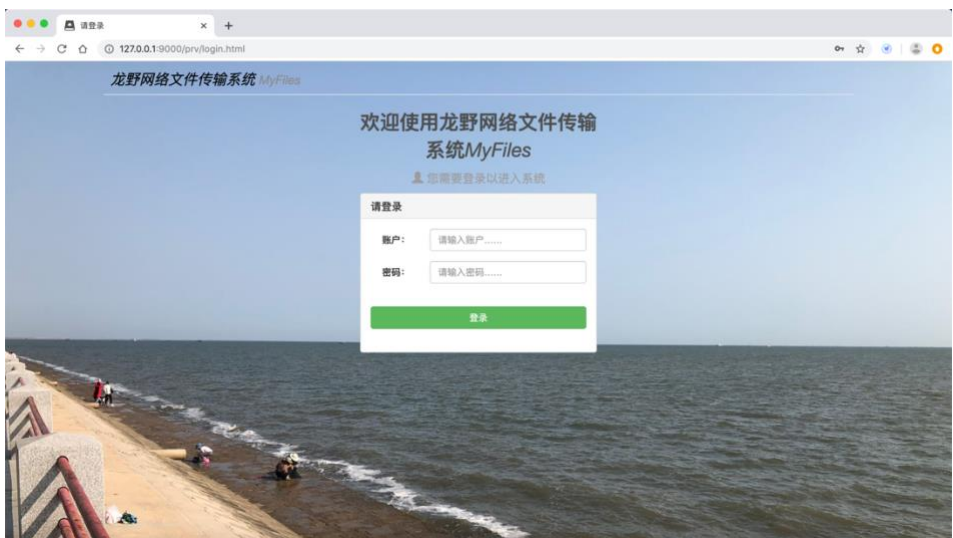 请登录
127.0.0.1:9000/prv/login.html
龙野网络文件传输系统 MyFiles
欢迎使用龙野网络文件传输
系统MyFiles
您需要登录以进入系统
请登录
账户： 请输入账户......
密码： 请输入密码......
登录